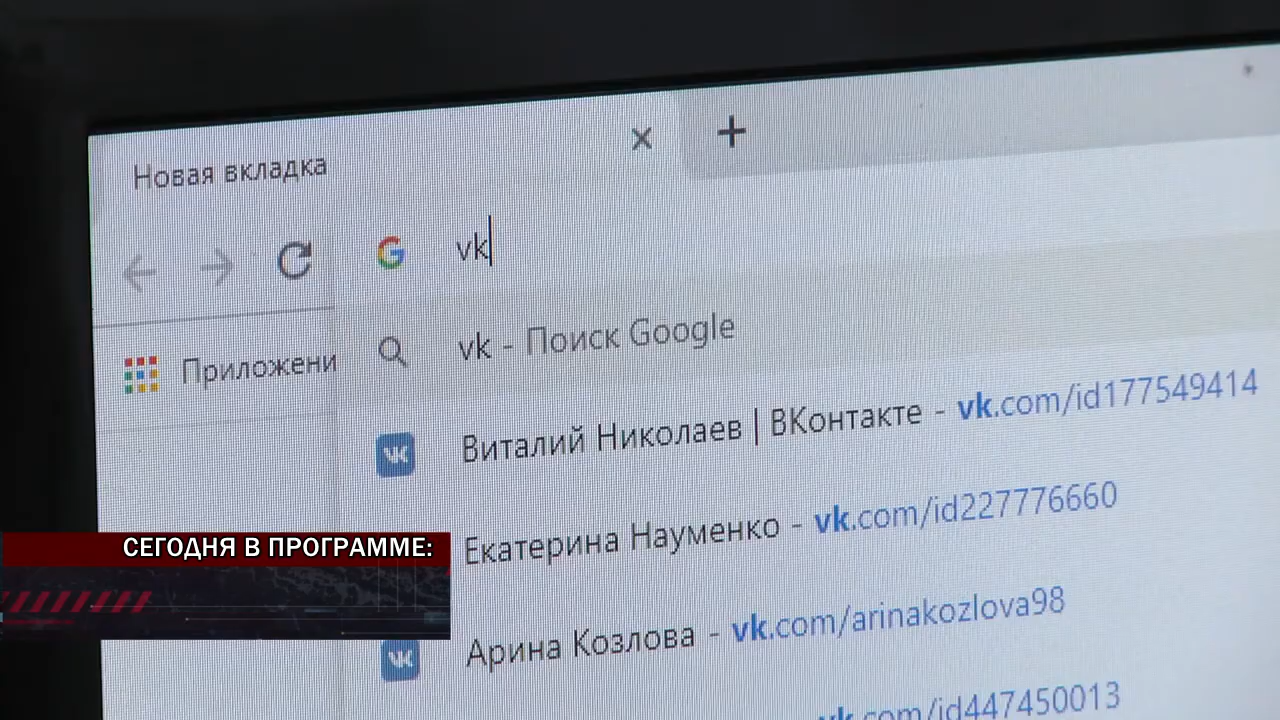 Новая вкладка
vk
Приложени
vk - Поиск Google
Виталий Николаев | ВКонтакте - vk.com/id177549414
Екатерина Науменко - vk.com/id227776660
СЕГОДНЯ В ПРОГРАММЕ:
Арина Козлова - vk.com/arinakozlova98
vk.com/id447450013